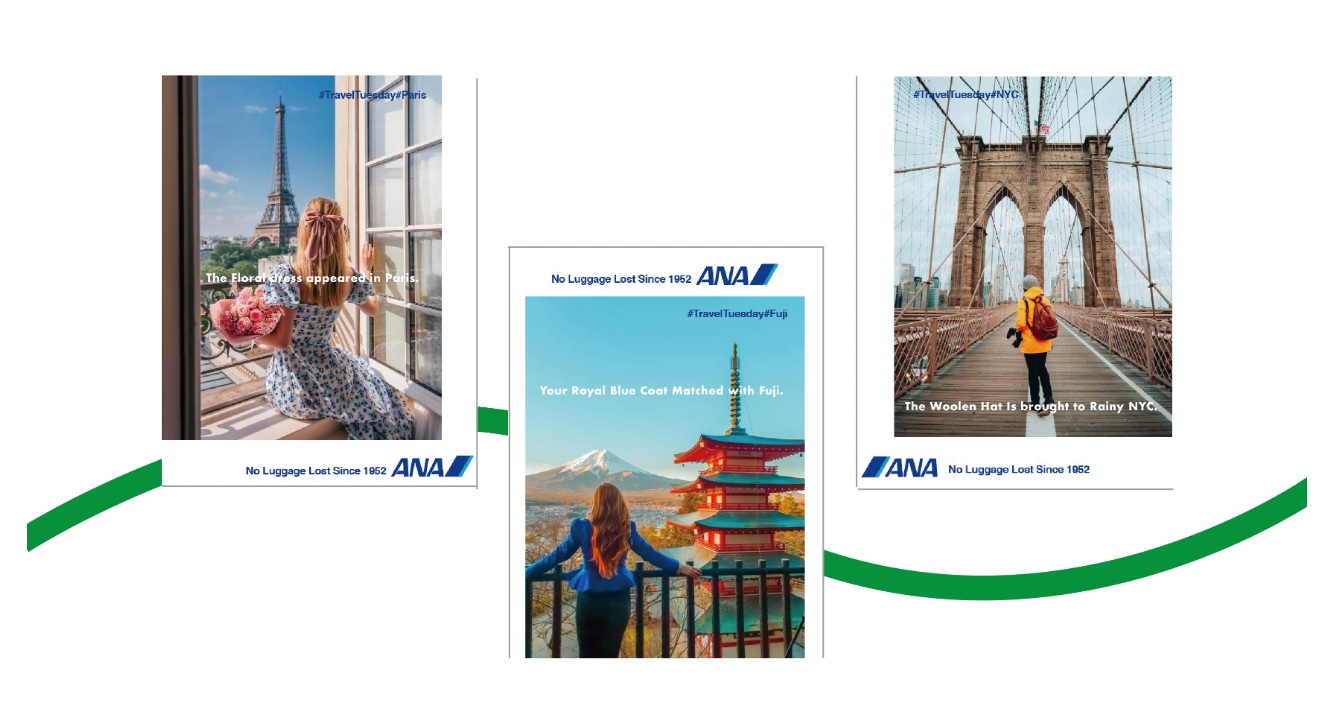 #TravelTuesday#Paris
The Floral dress appeared in Paris.
No Luggage Lost Since 1952 ANA
No Luggage Lost Since 1952 ANA
#TravelTuesday#Fuji
Your Royal Blue Coat Matched with Fuji.
#TravelTuesday#NYC
The Woolen Hat Is brought to Rainy NYC.
ANA No Luggage Lost Since 1952